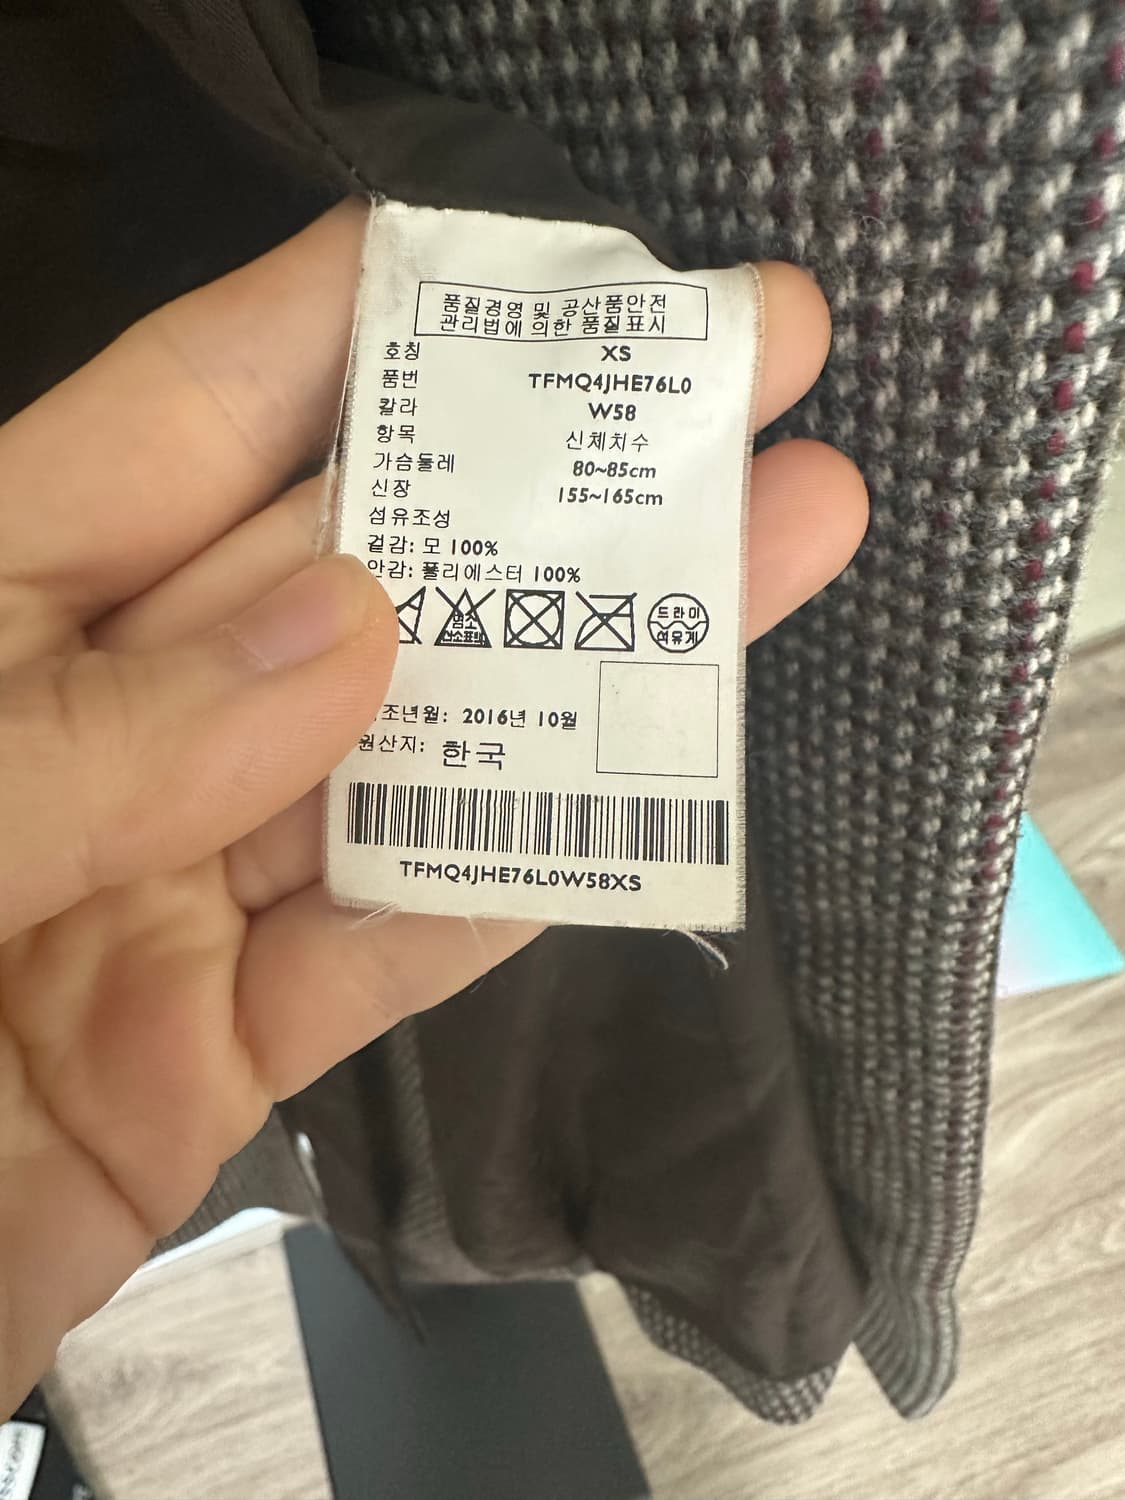 품질경영 및 공산품안전
관리법에 의한 품질표시
호칭 XS
품번 TFMQ4JHE76L0
칼라 W58
항목 신체치수
가슴둘레 80~85cm
신장 155~165cm
섬유조성
겉감: 모 100%
안감: 폴리에스터 100%
염소 산소표백
드라이
석유계
조년월: 2016년 10월
원산지: 한국
TFMQ4JHE76L0W58XS